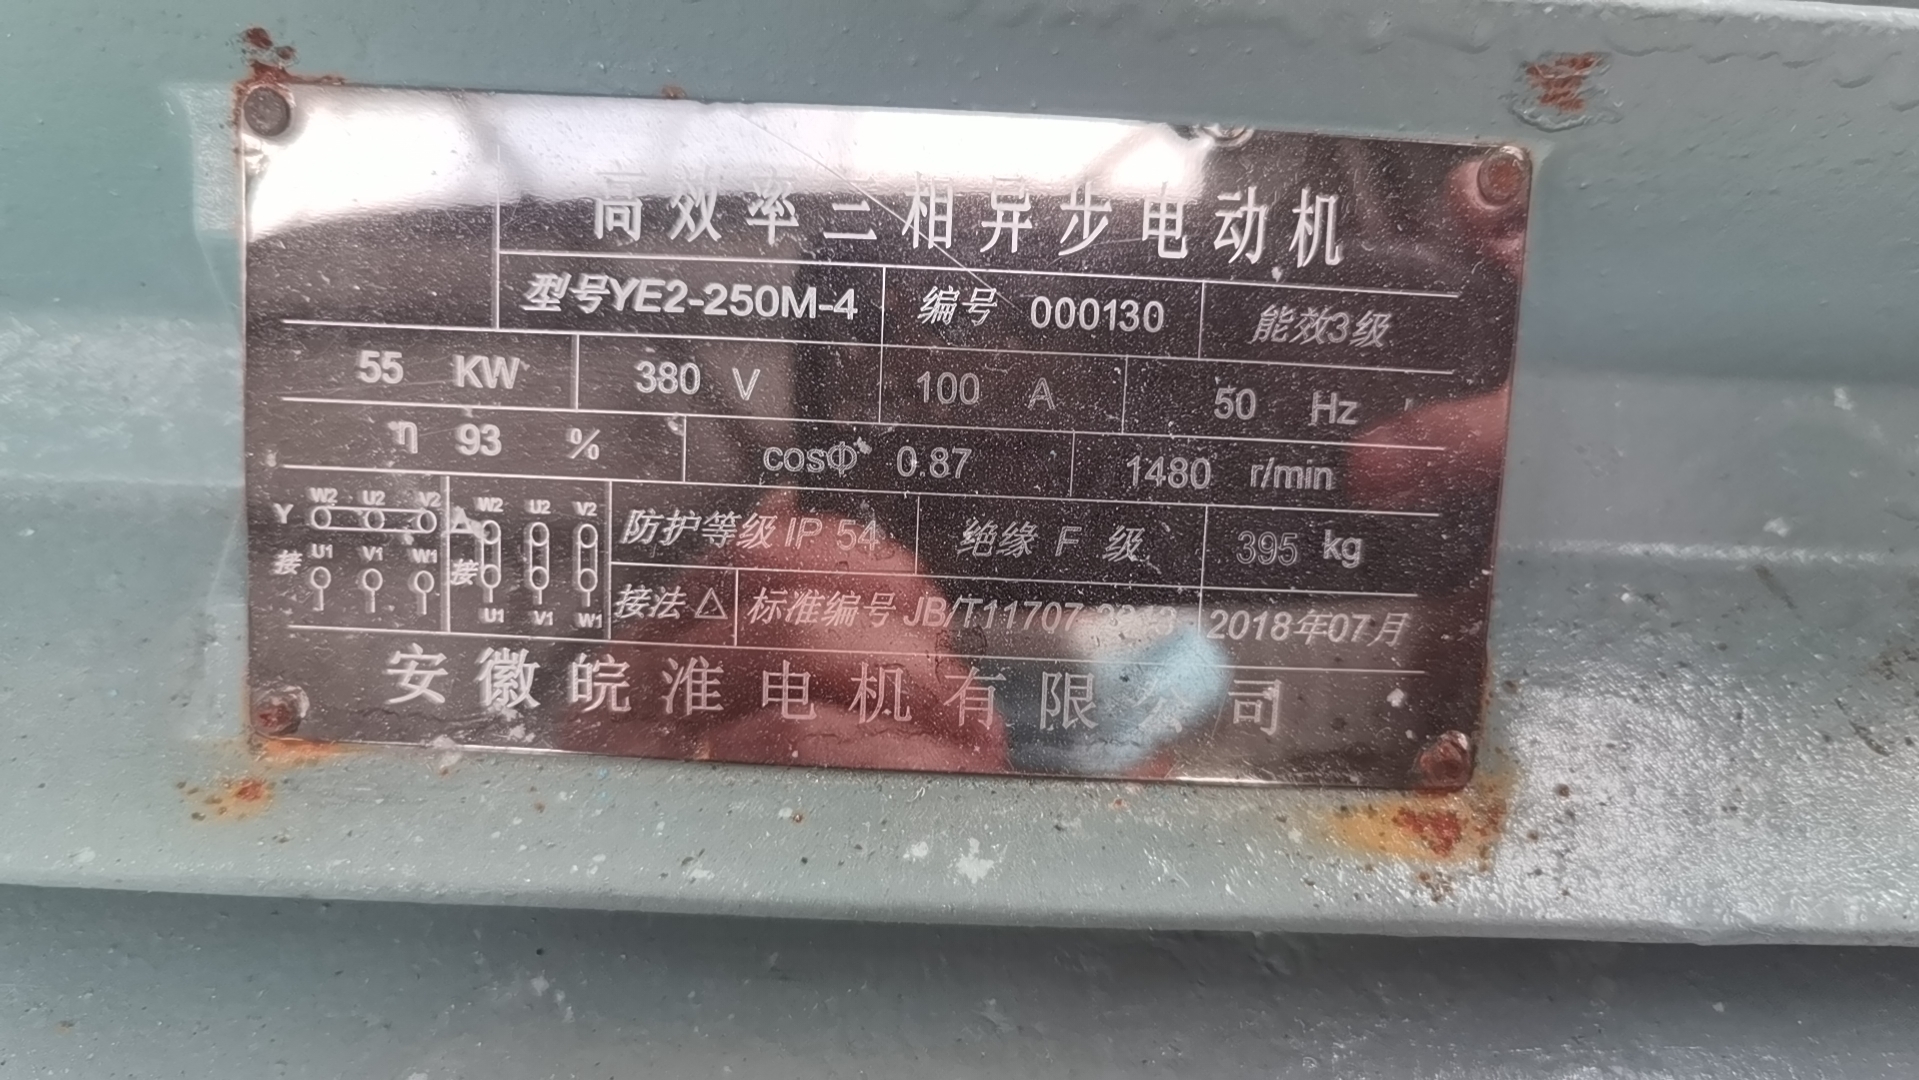 高效率三相异步电动机
型号YE2-250M-4 编号 000130 能效3级
55 KW 380 V 100 A 50 Hz
η 93 % cosΦ 0.87 1480 r/min
W2 U2 V2 W2 U2 V2
Y △
U1 V1 W1
接 接
U1 V1 W1
防护等级 IP 54 绝缘 F 级 395 kg
接法 △ 标准编号 JB/T11707 2018年07月
安徽皖淮电机有限公司